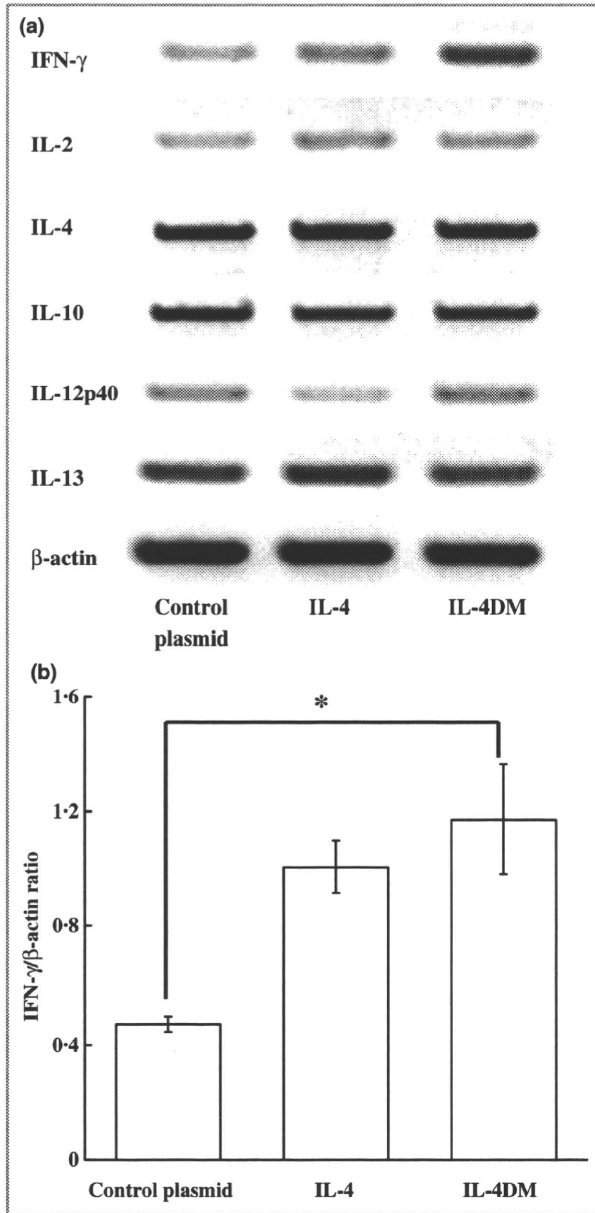 (a)
IFN-γ
IL-2
IL-4
IL-10
IL-12p40
IL-13
β-actin
Control plasmid
IL-4
IL-4DM
(b)
1·6
*
1·2
0·8
0·4
0
IFN-γ/β-actin ratio
Control plasmid
IL-4
IL-4DM